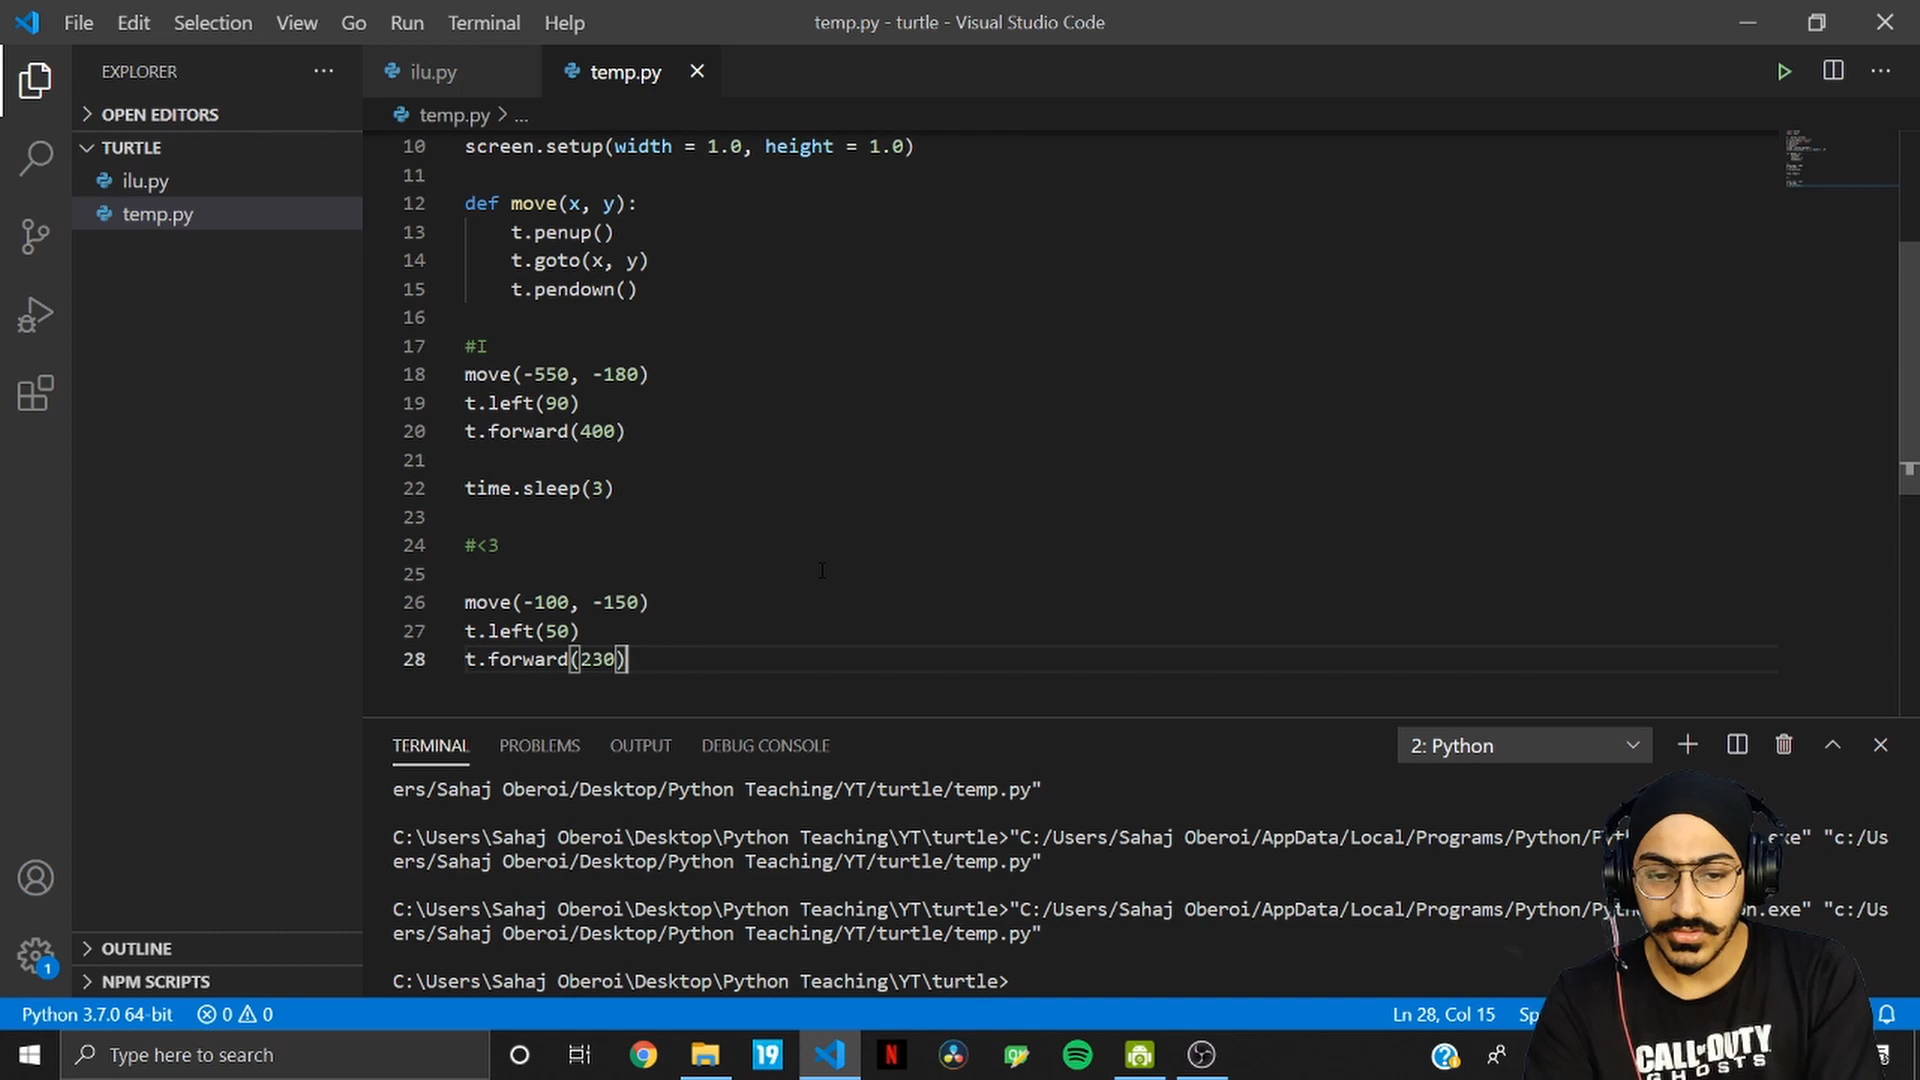 File Edit Selection View Go Run Terminal Help
temp.py - turtle - Visual Studio Code
EXPLORER
ilu.py
temp.py
OPEN EDITORS
temp.py > ...
TURTLE
ilu.py
temp.py
10 screen.setup(width = 1.0, height = 1.0)
11
12 def move(x, y):
13 t.penup()
14 t.goto(x, y)
15 t.pendown()
16
17 #I
18 move(-550, -180)
19 t.left(90)
20 t.forward(400)
21
22 time.sleep(3)
23
24 #<3
25
26 move(-100, -150)
27 t.left(50)
28 t.forward(230)
TERMINAL PROBLEMS OUTPUT DEBUG CONSOLE
2: Python
ers/Sahaj Oberoi/Desktop/Python Teaching/YT/turtle/temp.py"
C:\Users\Sahaj Oberoi\Desktop\Python Teaching\YT\turtle>"C:/Users/Sahaj Oberoi/AppData/Local/Programs/Python/ "c:/Us
ers/Sahaj Oberoi/Desktop/Python Teaching/YT/turtle/temp.py"
C:\Users\Sahaj Oberoi\Desktop\Python Teaching\YT\turtle>"C:/Users/Sahaj Oberoi/AppData/Local/Programs/Python/ "c:/Us
ers/Sahaj Oberoi/Desktop/Python Teaching/YT/turtle/temp.py"
C:\Users\Sahaj Oberoi\Desktop\Python Teaching\YT\turtle>
OUTLINE
1
NPM SCRIPTS
Python 3.7.0 64-bit 0 0
Ln 28, Col 15
Type here to search
19
N
CALL OF DUTY
GHOSTS